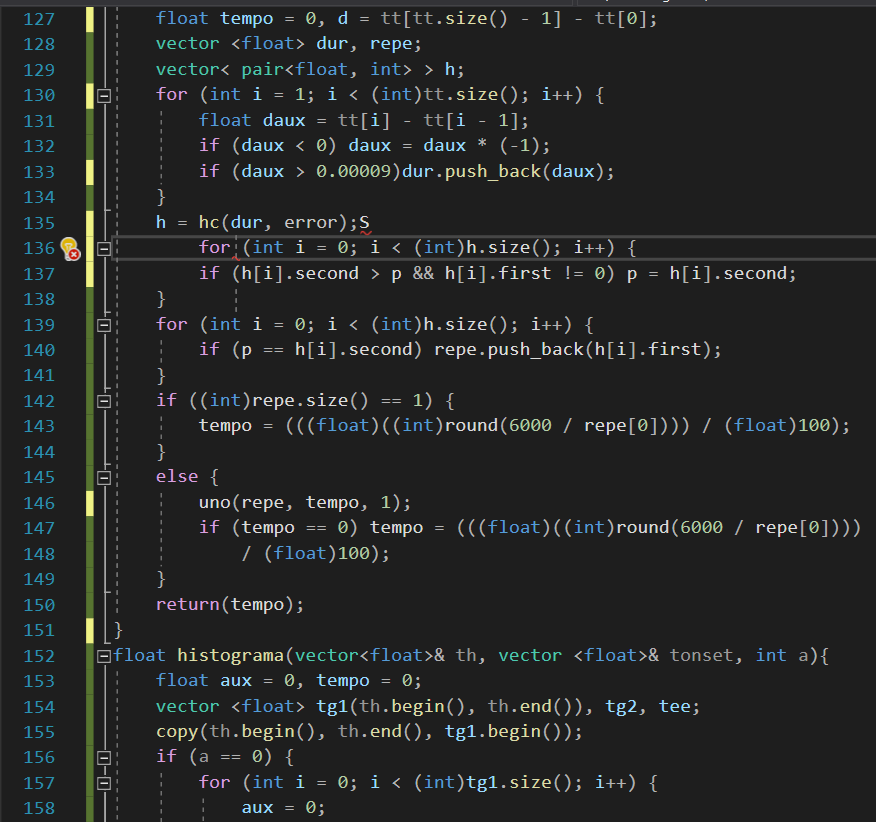 127 float tempo = 0, d = tt[tt.size() - 1] - tt[0];
128 vector <float> dur, repe;
129 vector< pair<float, int> > h;
130 for (int i = 1; i < (int)tt.size(); i++) {
131 float daux = tt[i] - tt[i - 1];
132 if (daux < 0) daux = daux * (-1);
133 if (daux > 0.00009)dur.push_back(daux);
134 }
135 h = hc(dur, error);S
136 for (int i = 0; i < (int)h.size(); i++) {
137 if (h[i].second > p && h[i].first != 0) p = h[i].second;
138 }
139 for (int i = 0; i < (int)h.size(); i++) {
140 if (p == h[i].second) repe.push_back(h[i].first);
141 }
142 if ((int)repe.size() == 1) {
143 tempo = (((float)((int)round(6000 / repe[0]))) / (float)100);
144 }
145 else {
146 uno(repe, tempo, 1);
147 if (tempo == 0) tempo = (((float)((int)round(6000 / repe[0])))
148 / (float)100);
149 }
150 return(tempo);
151 }
152 float histograma(vector<float>& th, vector <float>& tonset, int a){
153 float aux = 0, tempo = 0;
154 vector <float> tg1(th.begin(), th.end()), tg2, tee;
155 copy(th.begin(), th.end(), tg1.begin());
156 if (a == 0) {
157 for (int i = 0; i < (int)tg1.size(); i++) {
158 aux = 0;